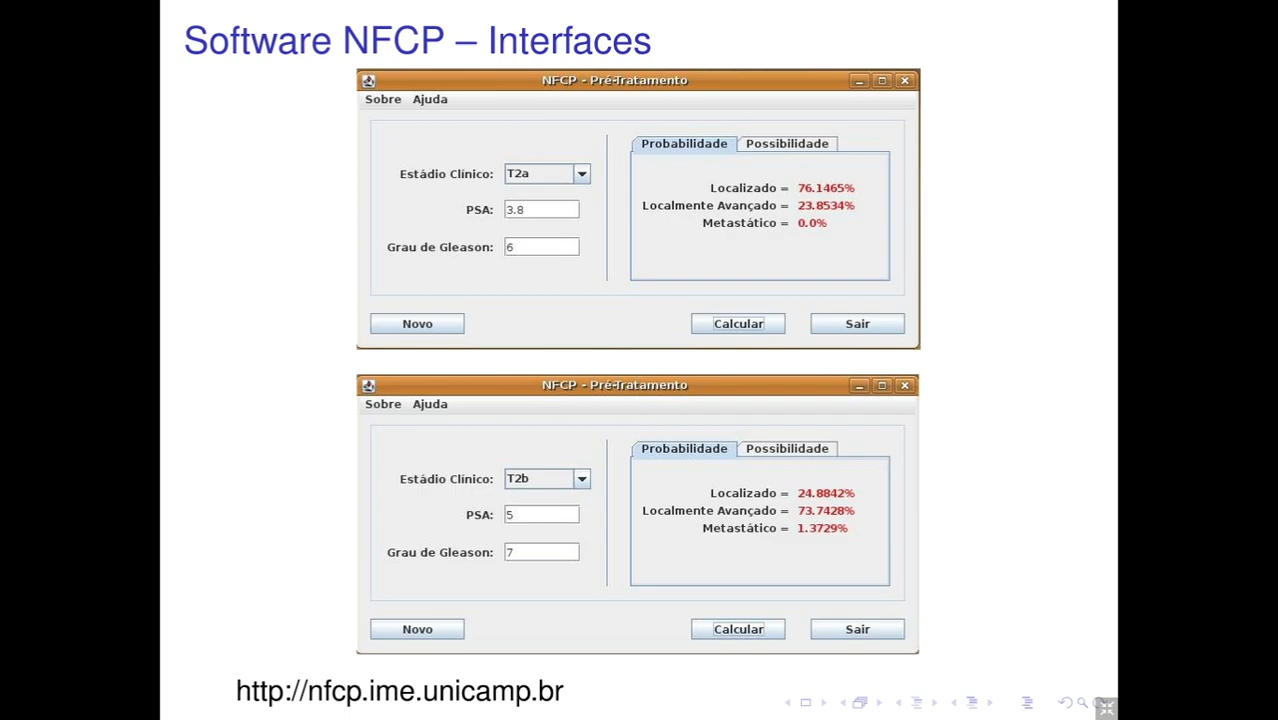 Software NFCP – Interfaces
NFCP - Pré-Tratamento
Sobre Ajuda
Probabilidade Possibilidade
Estádio Clínico: T2a
Localizado = 76.1465%
PSA: 3.8
Localmente Avançado = 23.8534%
Metastático = 0.0%
Grau de Gleason: 6
Novo Calcular Sair
NFCP - Pré-Tratamento
Sobre Ajuda
Probabilidade Possibilidade
Estádio Clínico: T2b
Localizado = 24.8842%
PSA: 5
Localmente Avançado = 73.7428%
Metastático = 1.3729%
Grau de Gleason: 7
Novo Calcular Sair
http://nfcp.ime.unicamp.br